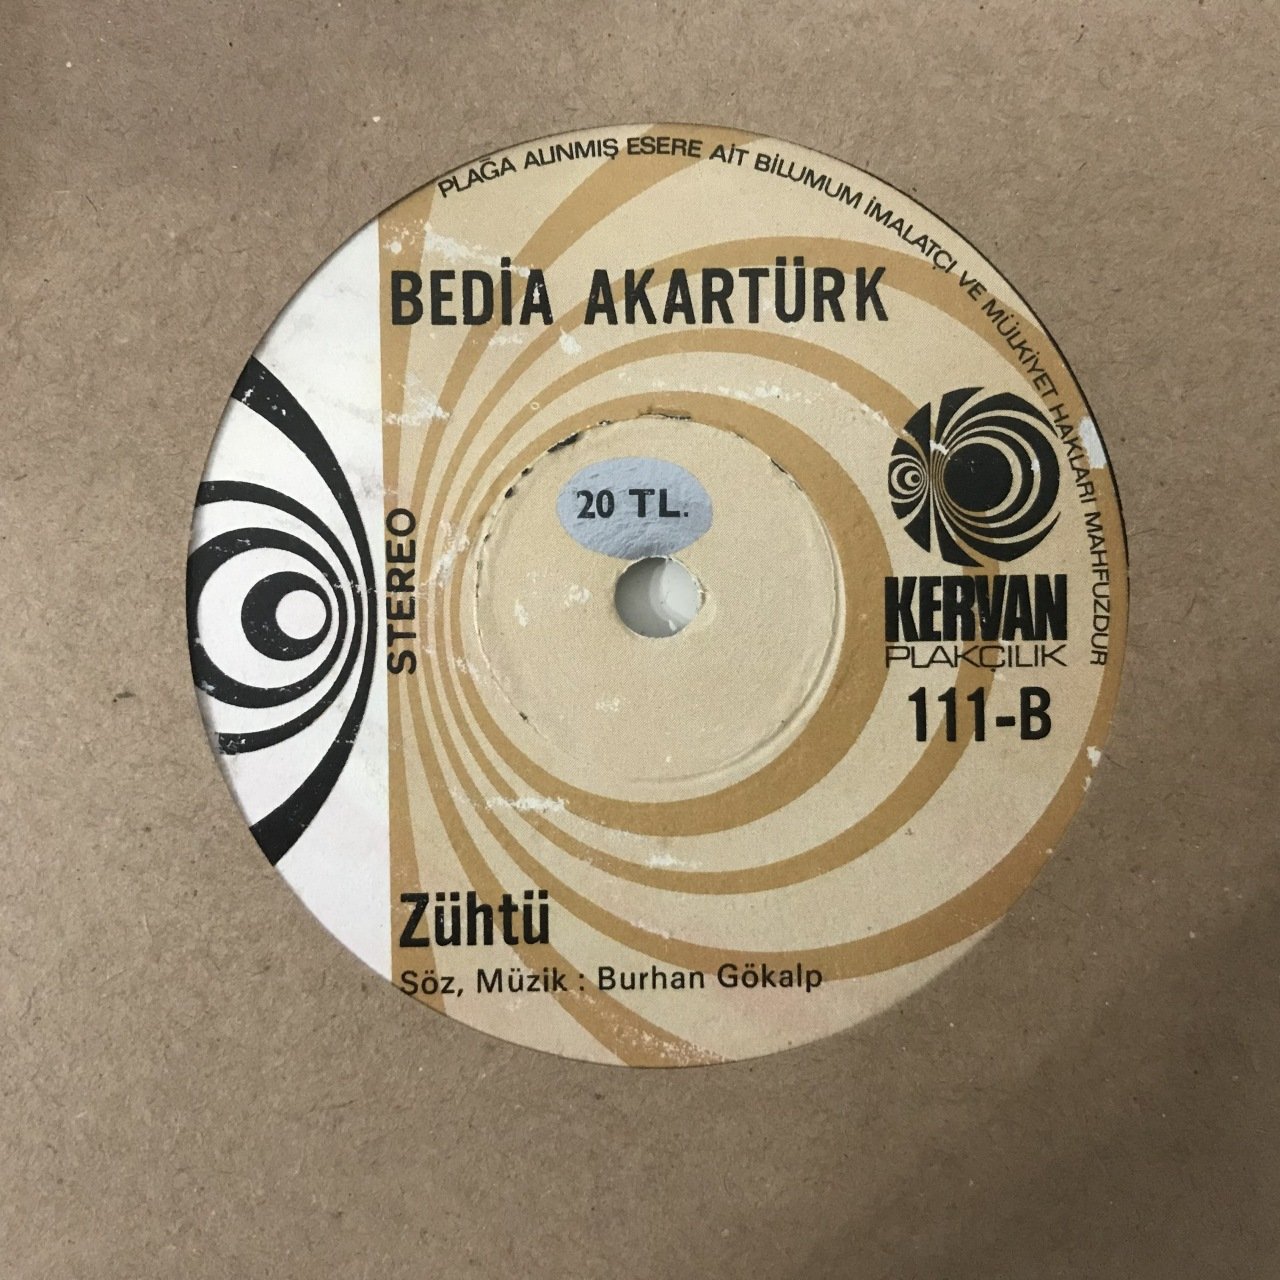 PLAĞA ALINMIŞ ESERE AİT BİLUMUM İMALATÇI VE MÜLKİYET HAKLARI MAHFUZDUR
BEDİA AKARTÜRK
20 TL.
STEREO
KERVAN
PLAKÇILIK
111-B
Zühtü
Söz, Müzik : Burhan Gökalp